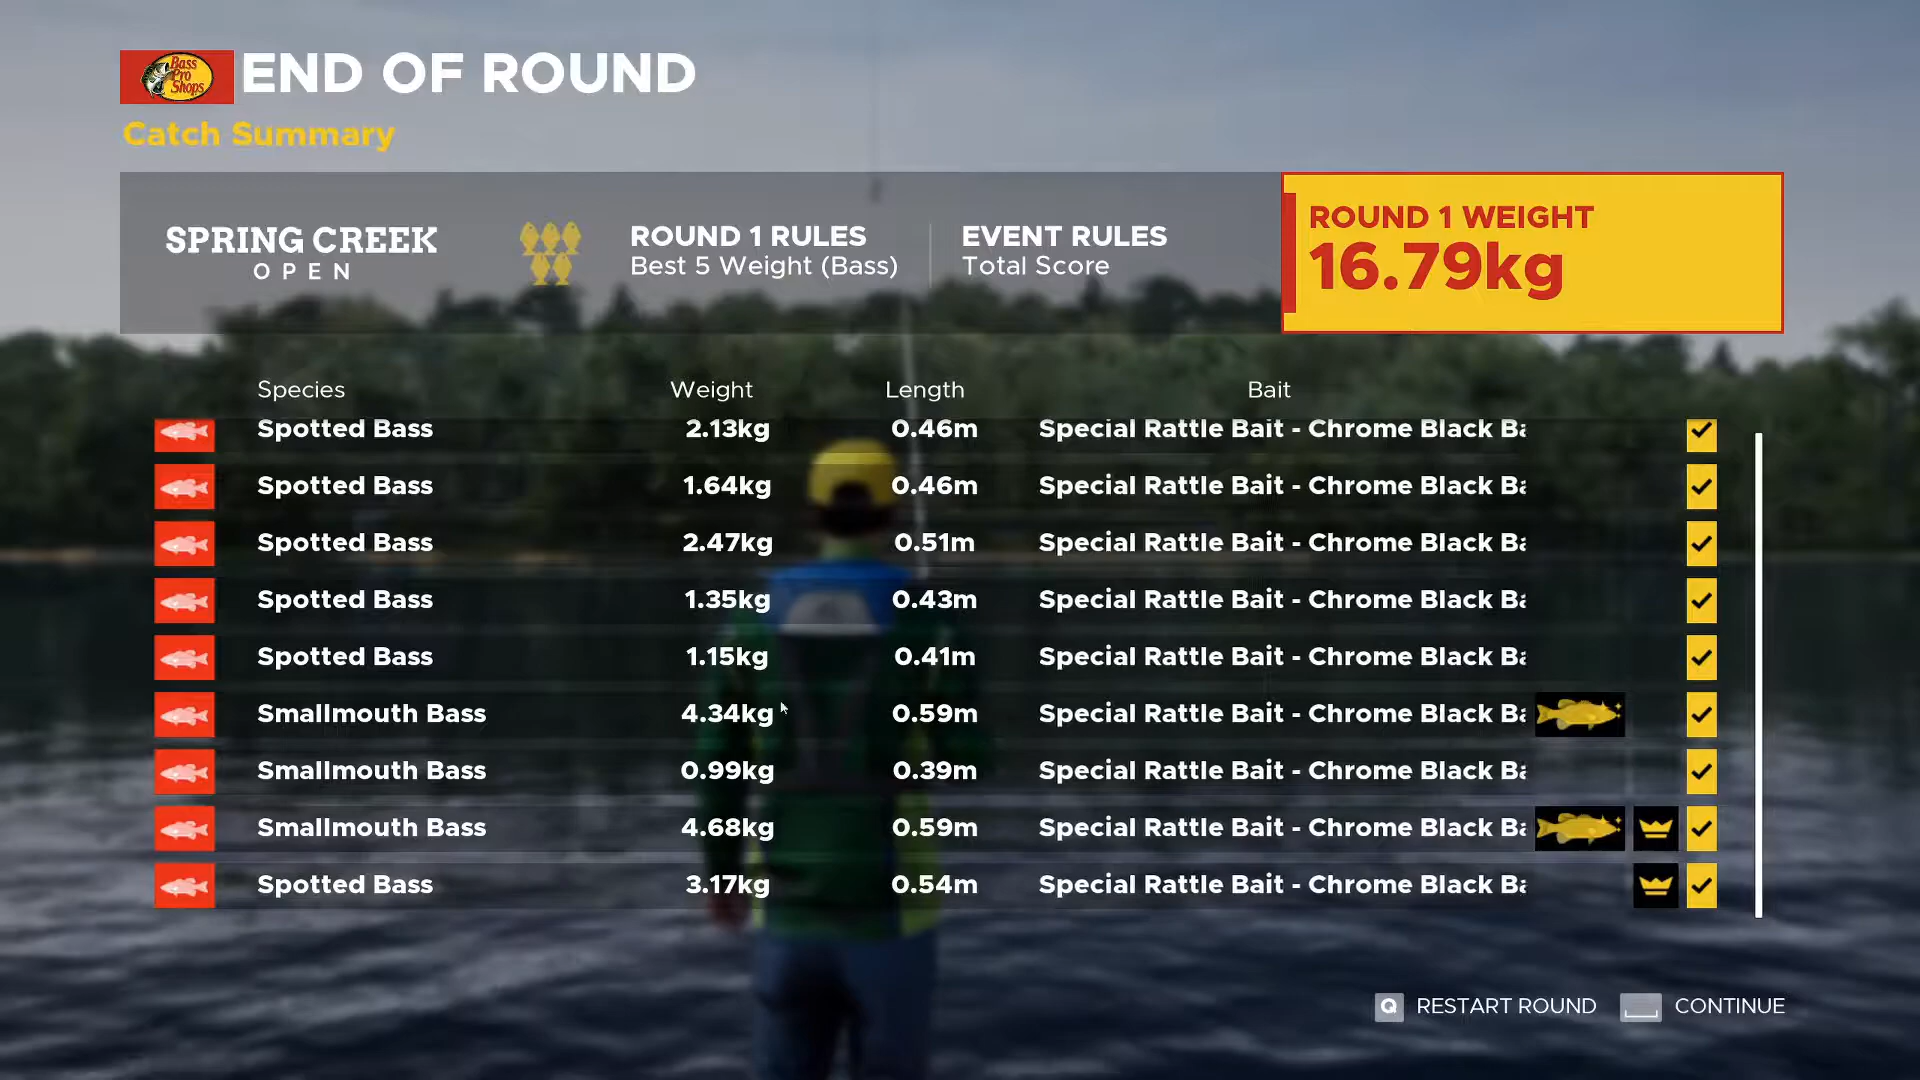 Bass
Pro
Shops
END OF ROUND
Catch Summary
SPRING CREEK
OPEN
ROUND 1 RULES
Best 5 Weight (Bass)
EVENT RULES
Total Score
ROUND 1 WEIGHT
16.79kg
Species Weight Length Bait
Spotted Bass 2.13kg 0.46m Special Rattle Bait - Chrome Black Ba
Spotted Bass 1.64kg 0.46m Special Rattle Bait - Chrome Black Ba
Spotted Bass 2.47kg 0.51m Special Rattle Bait - Chrome Black Ba
Spotted Bass 1.35kg 0.43m Special Rattle Bait - Chrome Black Ba
Spotted Bass 1.15kg 0.41m Special Rattle Bait - Chrome Black Ba
Smallmouth Bass 4.34kg 0.59m Special Rattle Bait - Chrome Black Ba
Smallmouth Bass 0.99kg 0.39m Special Rattle Bait - Chrome Black Ba
Smallmouth Bass 4.68kg 0.59m Special Rattle Bait - Chrome Black Ba
Spotted Bass 3.17kg 0.54m Special Rattle Bait - Chrome Black Ba
Q RESTART ROUND CONTINUE